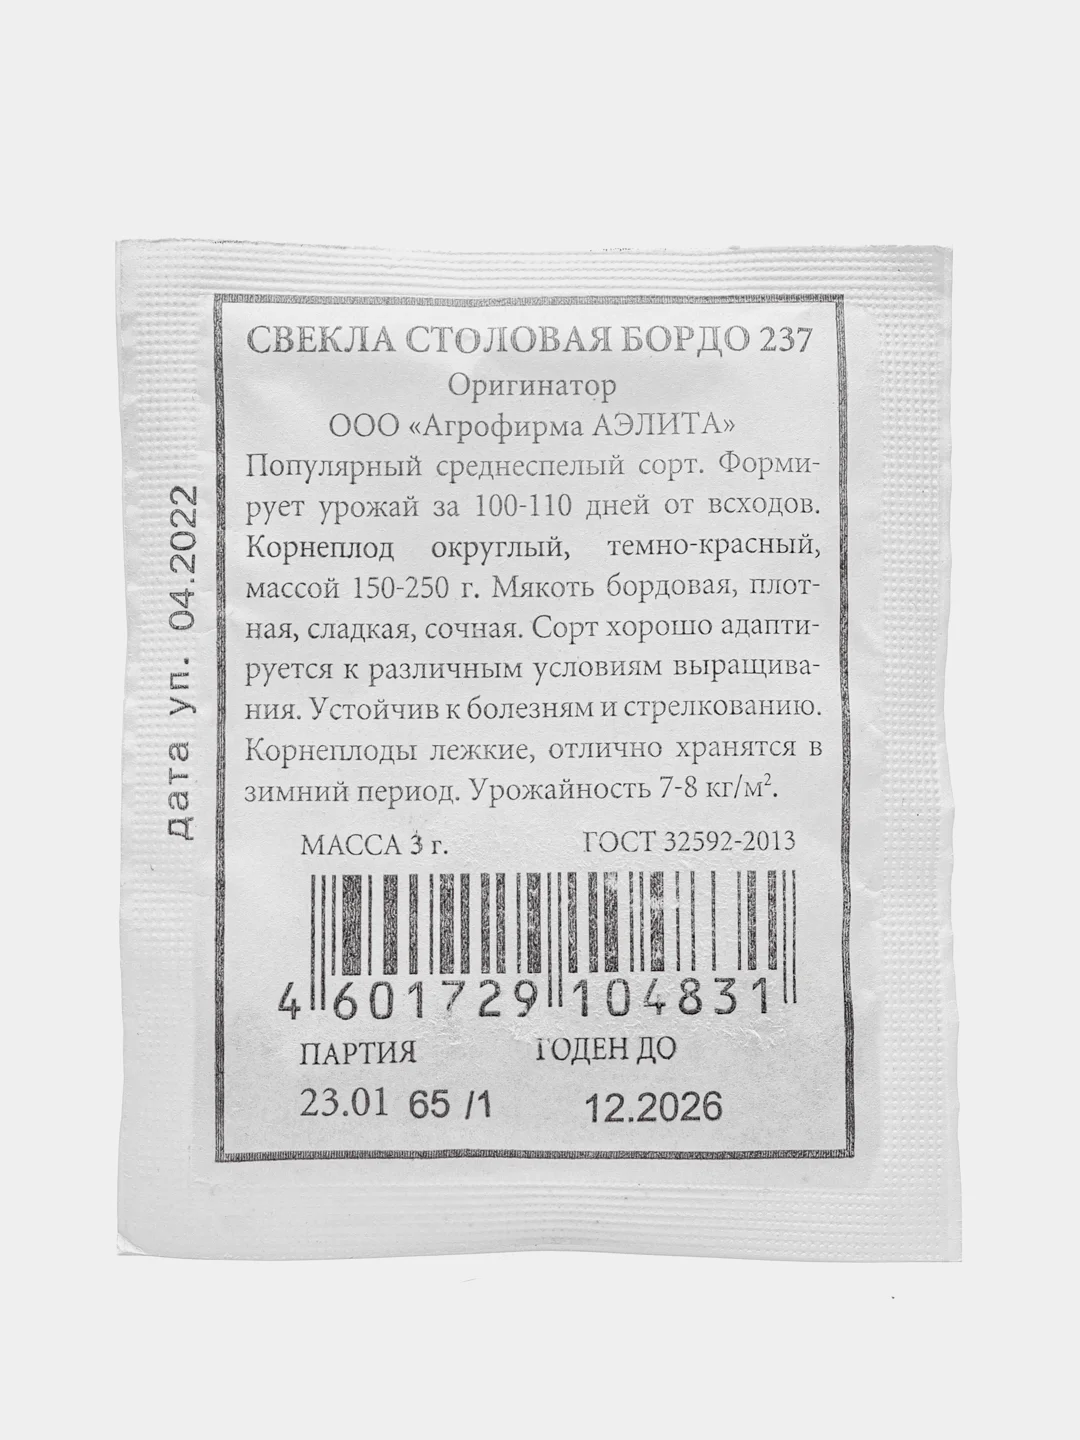 СВЕКЛА СТОЛОВАЯ БОРДО 237
Оригинатор
ООО «Агрофирма АЭЛИТА»
Популярный среднеспелый сорт. Форми-
рует урожай за 100-110 дней от всходов.
Корнеплод округлый, темно-красный,
массой 150-250 г. Мякоть бордовая, плот-
ная, сладкая, сочная. Сорт хорошо адапти-
руется к различным условиям выращива-
ния. Устойчив к болезням и стрелкованию.
Корнеплоды лежкие, отлично хранятся в
зимний период. Урожайность 7-8 кг/м².
МАССА 3 г. ГОСТ 32592-2013
4 601729 104831
ПАРТИЯ ГОДЕН ДО
23.01 65 /1 12.2026
дата уп. 04.2022